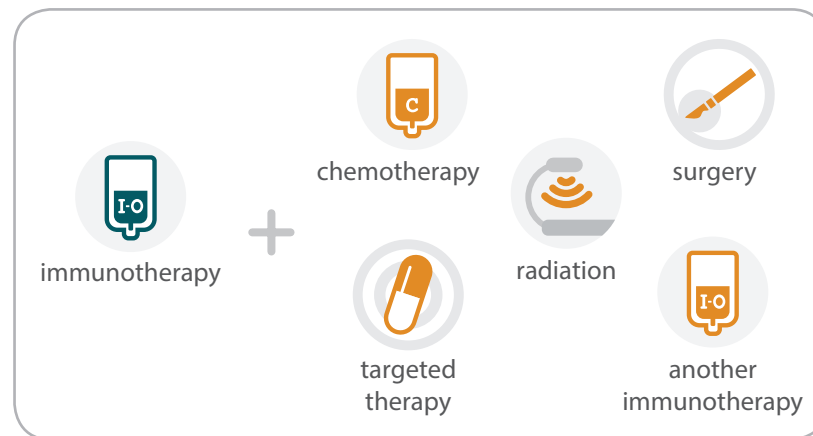 I-O
immunotherapy
C
chemotherapy
targeted
therapy
radiation
surgery
I-O
another
immunotherapy